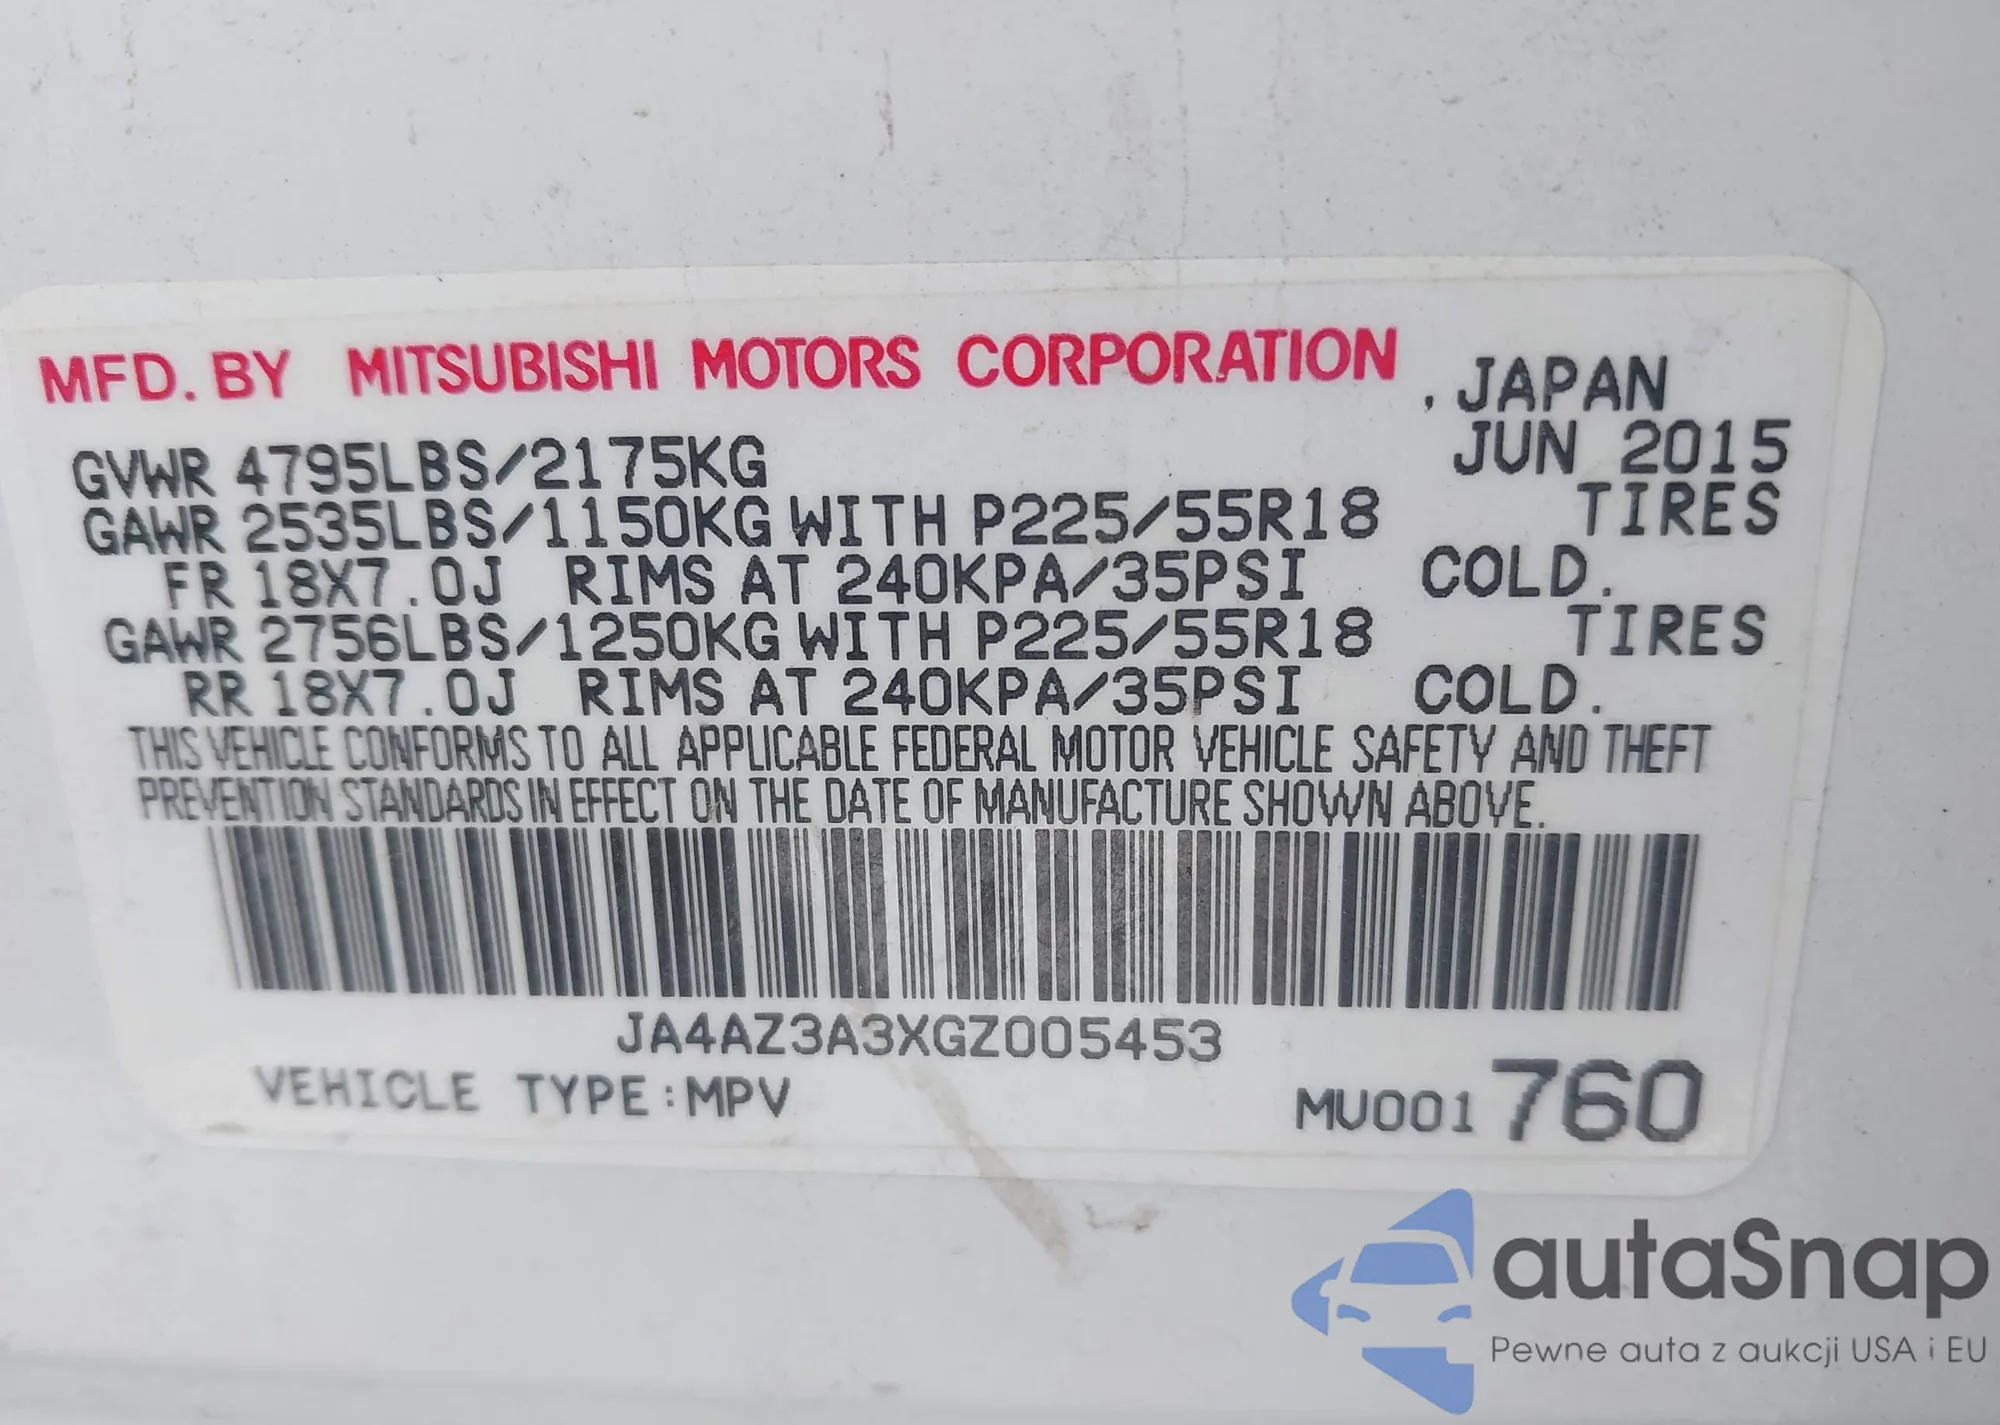 MFD. BY MITSUBISHI MOTORS CORPORATION , JAPAN
GVWR 4795LBS/2175KG JUN 2015
GAWR 2535LBS/1150KG WITH P225/55R18 TIRES
FR 18X7.0J RIMS AT 240KPA/35PSI COLD.
GAWR 2756LBS/1250KG WITH P225/55R18 TIRES
RR 18X7.0J RIMS AT 240KPA/35PSI COLD.
THIS VEHICLE CONFORMS TO ALL APPLICABLE FEDERAL MOTOR VEHICLE SAFETY AND THEFT
PREVENTION STANDARDS IN EFFECT ON THE DATE OF MANUFACTURE SHOWN ABOVE.
JA4AZ3A3XGZ005453
VEHICLE TYPE:MPV MU001760
autoSnap
Pewne auta z aukcji USA i EU